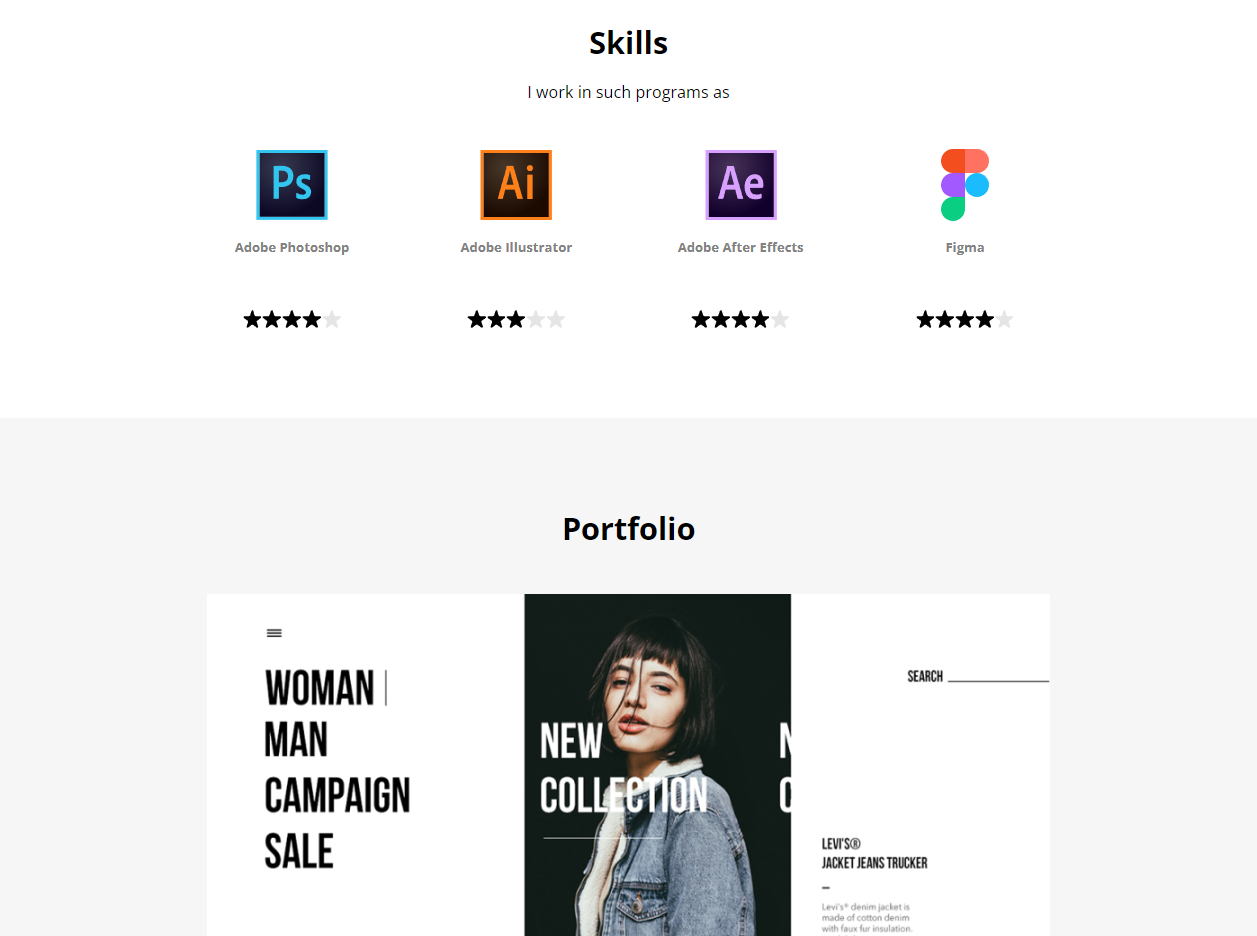 Skills
I work in such programs as
Ps
Ai
Ae
Adobe Photoshop
Adobe Illustrator
Adobe After Effects
Figma
Portfolio
WOMAN |
MAN
CAMPAIGN
SALE
NEW
COLLECTION
N
C
SEARCH
LEVI'S®
JACKET JEANS TRUCKER
Levi's® denim jacket is
made of cotton denim
with faux fur insulation.